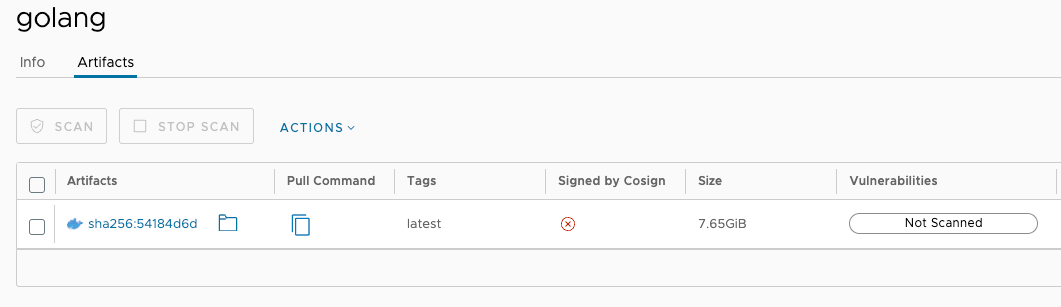 golang
Info Artifacts
SCAN STOP SCAN ACTIONS
Artifacts Pull Command Tags Signed by Cosign Size Vulnerabilities
sha256:54184d6d latest 7.65GiB Not Scanned